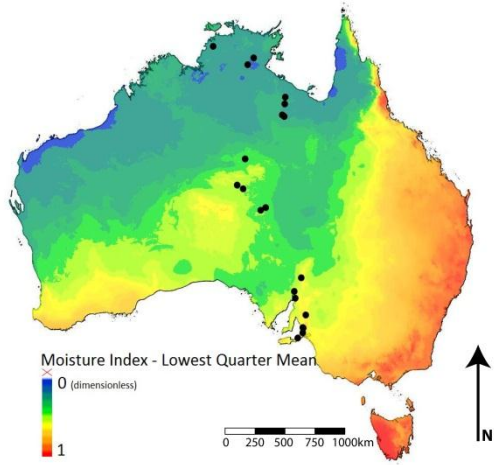 Moisture Index - Lowest Quarter Mean
0 (dimensionless)
1
0 250 500 750 1000km
N